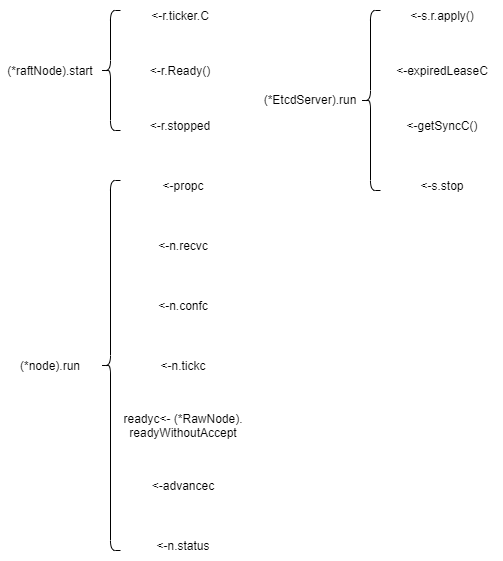 (*raftNode).start
<-r.ticker.C
<-r.Ready()
<-r.stopped
(*EtcdServer).run
<-s.r.apply()
<-expiredLeaseC
<-getSyncC()
<-s.stop
(*node).run
<-propc
<-n.recvc
<-n.confc
<-n.tickc
readyc<- (*RawNode).
readyWithoutAccept
<-advancec
<-n.status